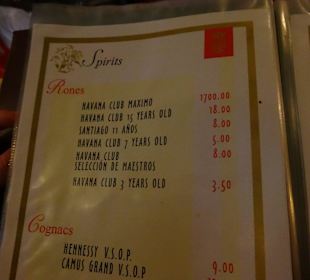 Spirits
Rones
HAVANA CLUB MAXIMO 1700.00
HAVANA CLUB 15 YEARS OLD 18.00
SANTIAGO 11 AÑOS 8.00
HAVANA CLUB 7 YEARS OLD 5.00
HAVANA CLUB 8.00
SELECCIÓN DE MAESTROS
HAVANA CLUB 3 YEARS OLD 3.50
Cognacs
HENNESSY V.S.O.P. 9.00
CAMUS GRAND V.S.O.P